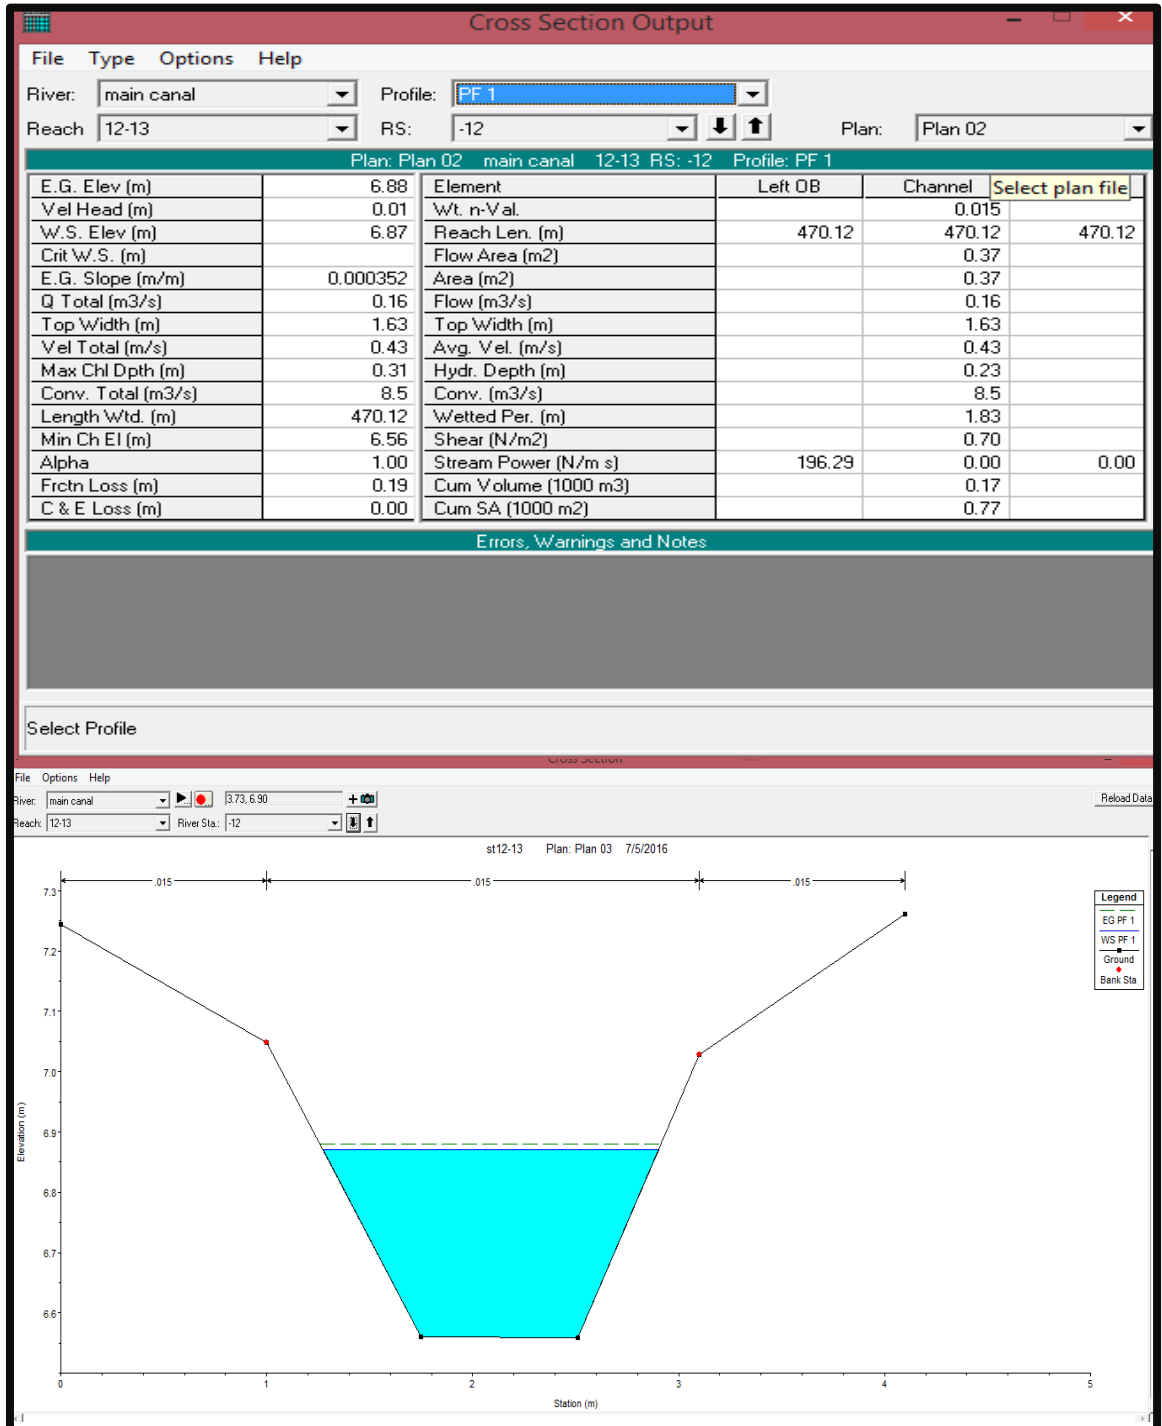 Cross Section Output
File Type Options Help
River: main canal Profile: PF 1
Reach 12-13 RS: -12 Plan: Plan 02
Plan: Plan 02 main canal 12-13 RS: -12 Profile: PF 1
E.G. Elev (m) 6.88 Element Left OB Channel Select plan file
Vel Head (m) 0.01 Wt. n-Val. 0.015
W.S. Elev (m) 6.87 Reach Len. (m) 470.12 470.12 470.12
Crit W.S. (m) Flow Area (m2) 0.37
E.G. Slope (m/m) 0.000352 Area (m2) 0.37
Q Total (m3/s) 0.16 Flow (m3/s) 0.16
Top Width (m) 1.63 Top Width (m) 1.63
Vel Total (m/s) 0.43 Avg. Vel. (m/s) 0.43
Max Chl Dpth (m) 0.31 Hydr. Depth (m) 0.23
Conv. Total (m3/s) 8.5 Conv. (m3/s) 8.5
Length Wtd. (m) 470.12 Wetted Per. (m) 1.83
Min Ch El (m) 6.56 Shear (N/m2) 0.70
Alpha 1.00 Stream Power (N/m s) 196.29 0.00 0.00
Frctn Loss (m) 0.19 Cum Volume (1000 m3) 0.17
C & E Loss (m) 0.00 Cum SA (1000 m2) 0.77
Errors, Warnings and Notes
Select Profile
Cross Section
File Options Help
River: main canal 3.73, 6.90 Reload Data
Reach: 12-13 River Sta.: -12
st12-13 Plan: Plan 03 7/5/2016
.015 .015 .015
7.3
7.2
7.1
7.0
6.9
6.8
6.7
6.6
Elevation (m)
0 1 2 3 4 5
Station (m)
Legend
EG PF 1
WS PF 1
Ground
Bank Sta